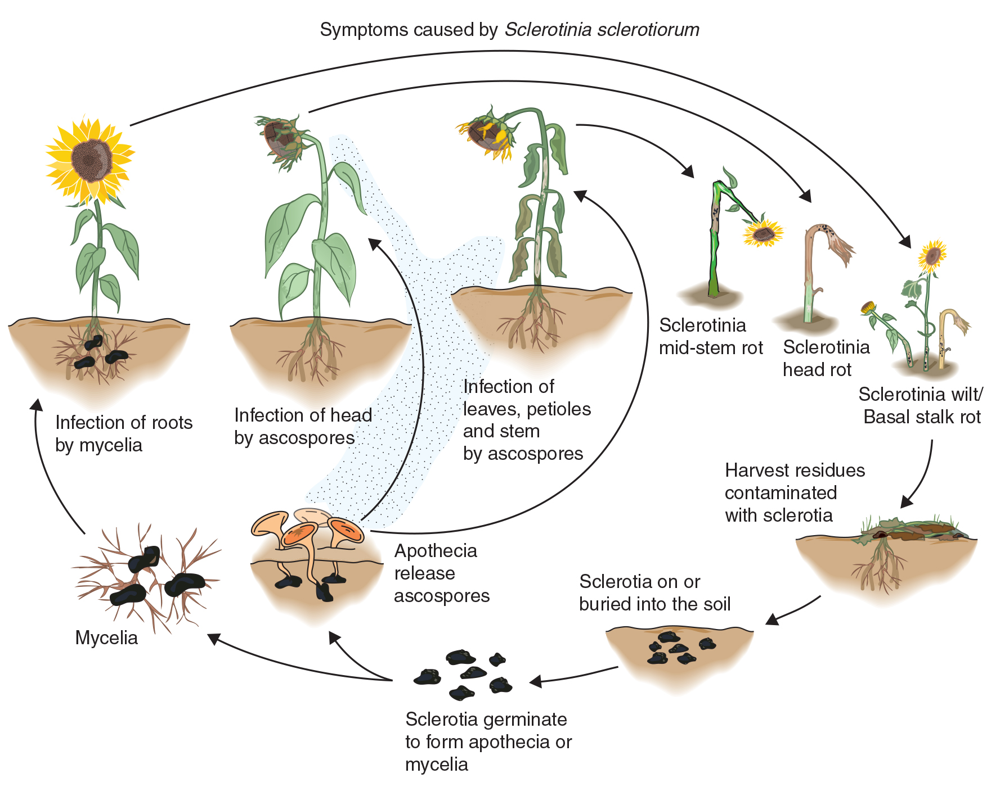 Symptoms caused by Sclerotinia sclerotiorum
Infection of roots
by mycelia
Infection of head
by ascospores
Infection of
leaves, petioles
and stem
by ascospores
Sclerotinia
mid-stem rot
Sclerotinia
head rot
Sclerotinia wilt/
Basal stalk rot
Harvest residues
contaminated
with sclerotia
Sclerotia on or
buried into the soil
Sclerotia germinate
to form apothecia or
mycelia
Apothecia
release
ascospores
Mycelia